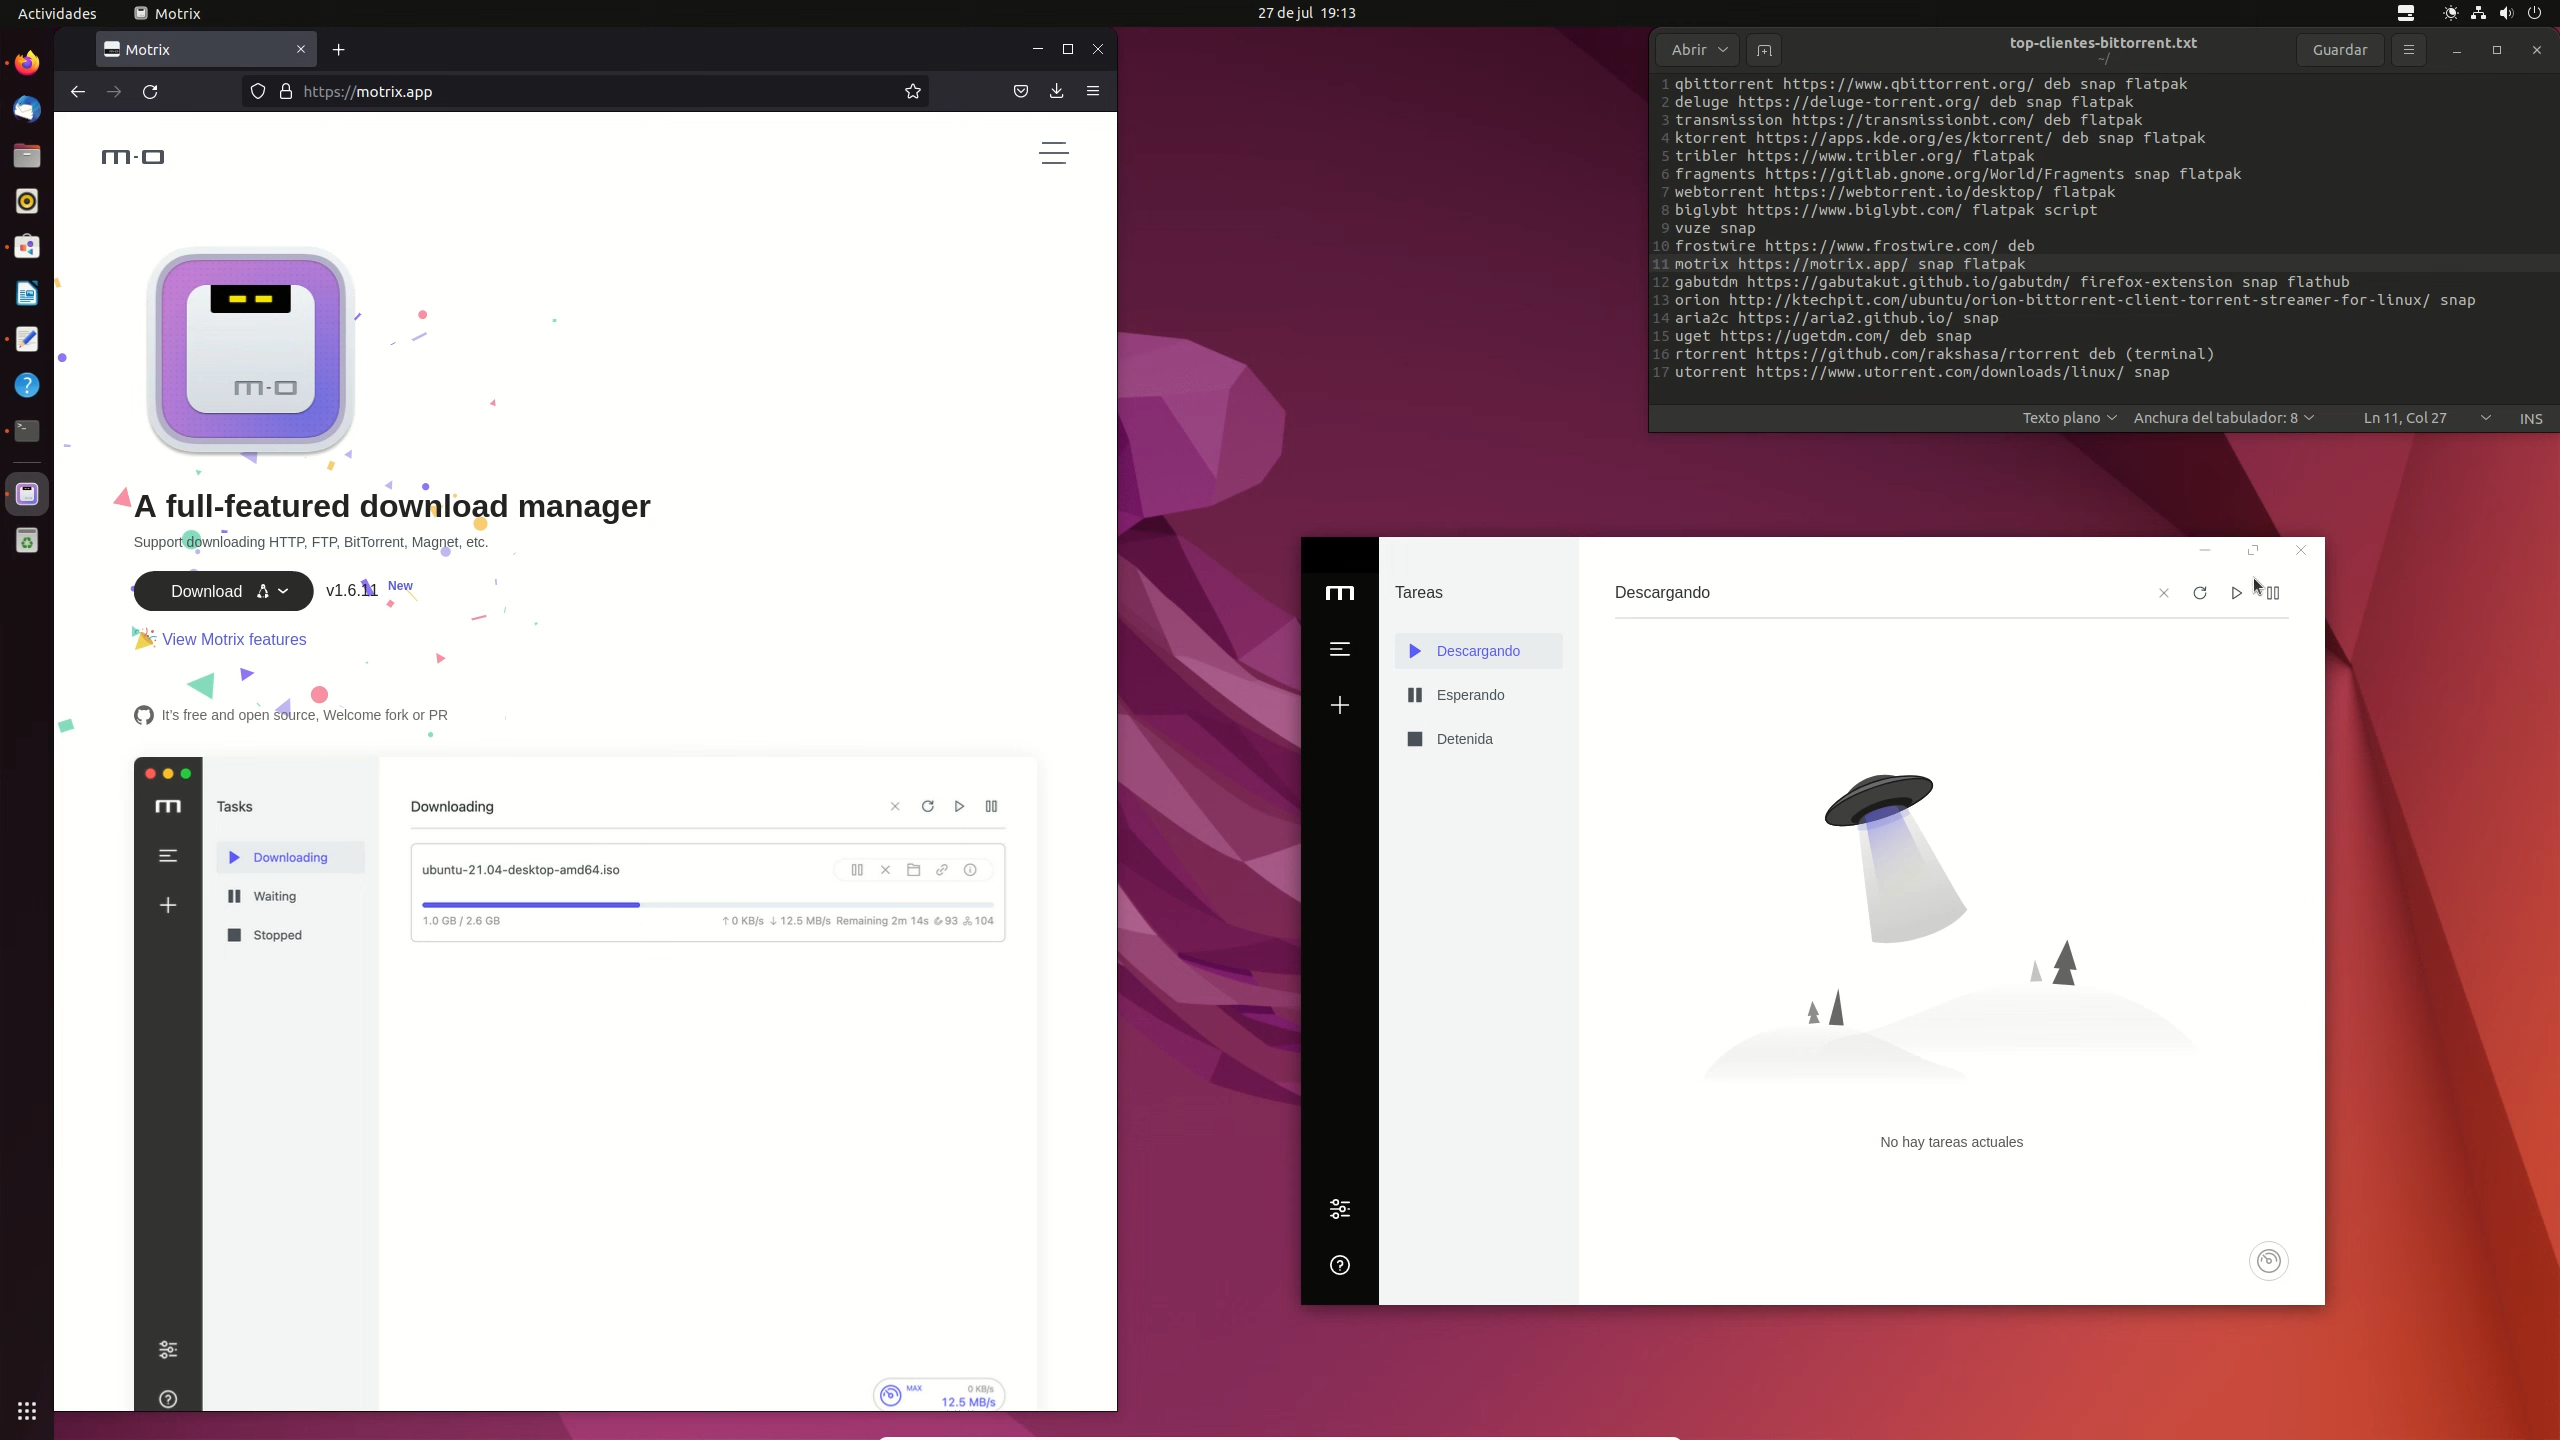 Actividades
Motrix
27 de jul 19:13
Motrix
https://motrix.app
m-o
m-o
A full-featured download manager
Support downloading HTTP, FTP, BitTorrent, Magnet, etc.
Download
v1.6.11
New
View Motrix features
It's free and open source, Welcome fork or PR
m
Tasks
Downloading
Waiting
Stopped
Downloading
ubuntu-21.04-desktop-amd64.iso
1.0 GB / 2.6 GB
↑ 0 KB/s ↓ 12.5 MB/s Remaining 2m 14s 93 104
MAX
0 KB/s
12.5 MB/s
Abrir
top-clientes-bittorrent.txt
~/
Guardar
1 qbittorrent https://www.qbittorrent.org/ deb snap flatpak
2 deluge https://deluge-torrent.org/ deb snap flatpak
3 transmission https://transmissionbt.com/ deb flatpak
4 ktorrent https://apps.kde.org/es/ktorrent/ deb snap flatpak
5 tribler https://www.tribler.org/ flatpak
6 fragments https://gitlab.gnome.org/World/Fragments snap flatpak
7 webtorrent https://webtorrent.io/desktop/ flatpak
8 biglybt https://www.biglybt.com/ flatpak script
9 vuze snap
10 frostwire https://www.frostwire.com/ deb
11 motrix https://motrix.app/ snap flatpak
12 gabutdm https://gabutakut.github.io/gabutdm/ firefox-extension snap flathub
13 orion http://ktechpit.com/ubuntu/orion-bittorrent-client-torrent-streamer-for-linux/ snap
14 aria2c https://aria2.github.io/ snap
15 uget https://ugetdm.com/ deb snap
16 rtorrent https://github.com/rakshasa/rtorrent deb (terminal)
17 utorrent https://www.utorrent.com/downloads/linux/ snap
Texto plano
Anchura del tabulador: 8
Ln 11, Col 27
INS
m
Tareas
Descargando
Esperando
Detenida
Descargando
No hay tareas actuales